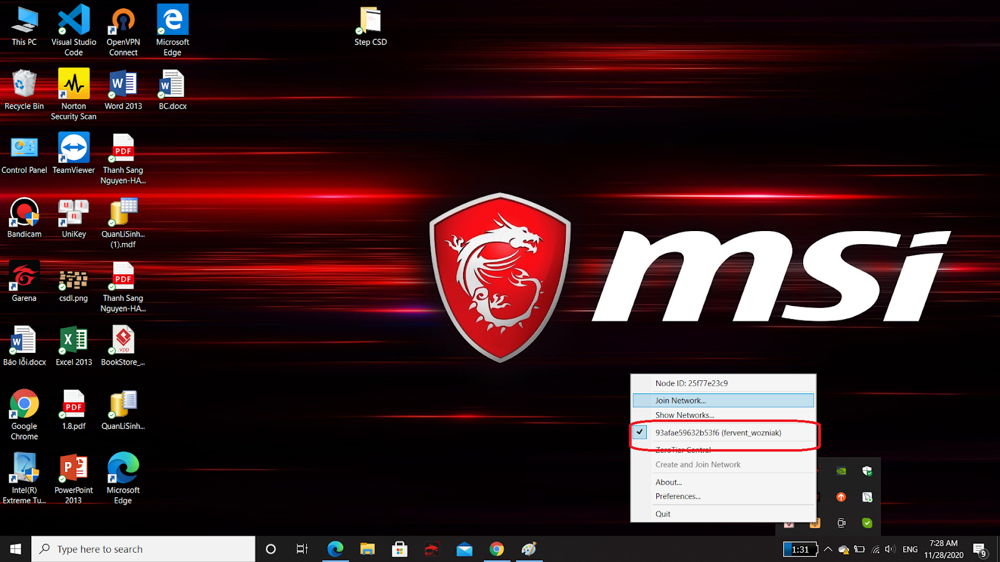 This PC
Visual Studio
Code
OpenVPN
Connect
Microsoft
Edge
Step CSD
Recycle Bin
Norton
Security Scan
Word 2013
BC.docx
Control Panel
TeamViewer
PDF
Thanh Sang
Nguyen-HA...
Bandicam
u i n
UniKey
QuanLiSinh...
(1).mdf
Garena
csdl.png
PDF
Thanh Sang
Nguyen-HA...
Báo lỗi.docx
Excel 2013
.vpp
BookStore_...
Google
Chrome
PDF
1.8.pdf
QuanLiSinh...
Intel(R)
Extreme Tu...
PowerPoint
2013
Microsoft
Edge
msi
Node ID: 25f77e23c9
Join Network...
Show Networks...
93afae59632b53f6 (fervent_wozniak)
ZeroTier Central
Create and Join Network
About...
Preferences...
Quit
Type here to search
1:31
ENG
7:28 AM
11/28/2020
9